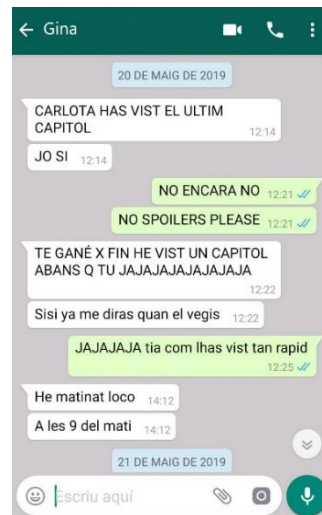 Gina
20 DE MAIG DE 2019
CARLOTA HAS VIST EL ULTIM
CAPITOL
12:14
JO SI 12:14
NO ENCARA NO 12:21
NO SPOILERS PLEASE 12:21
TE GANÉ X FIN HE VIST UN CAPITOL
ABANS Q TU JAJAJAJAJAJAJAJA
12:22
Sisi ya me diras quan el vegis 12:22
JAJAJAJA tia com lhas vist tan rapid
12:25
He matinat loco 14:12
A les 9 del mati 14:12
21 DE MAIG DE 2019
Escriu aquí